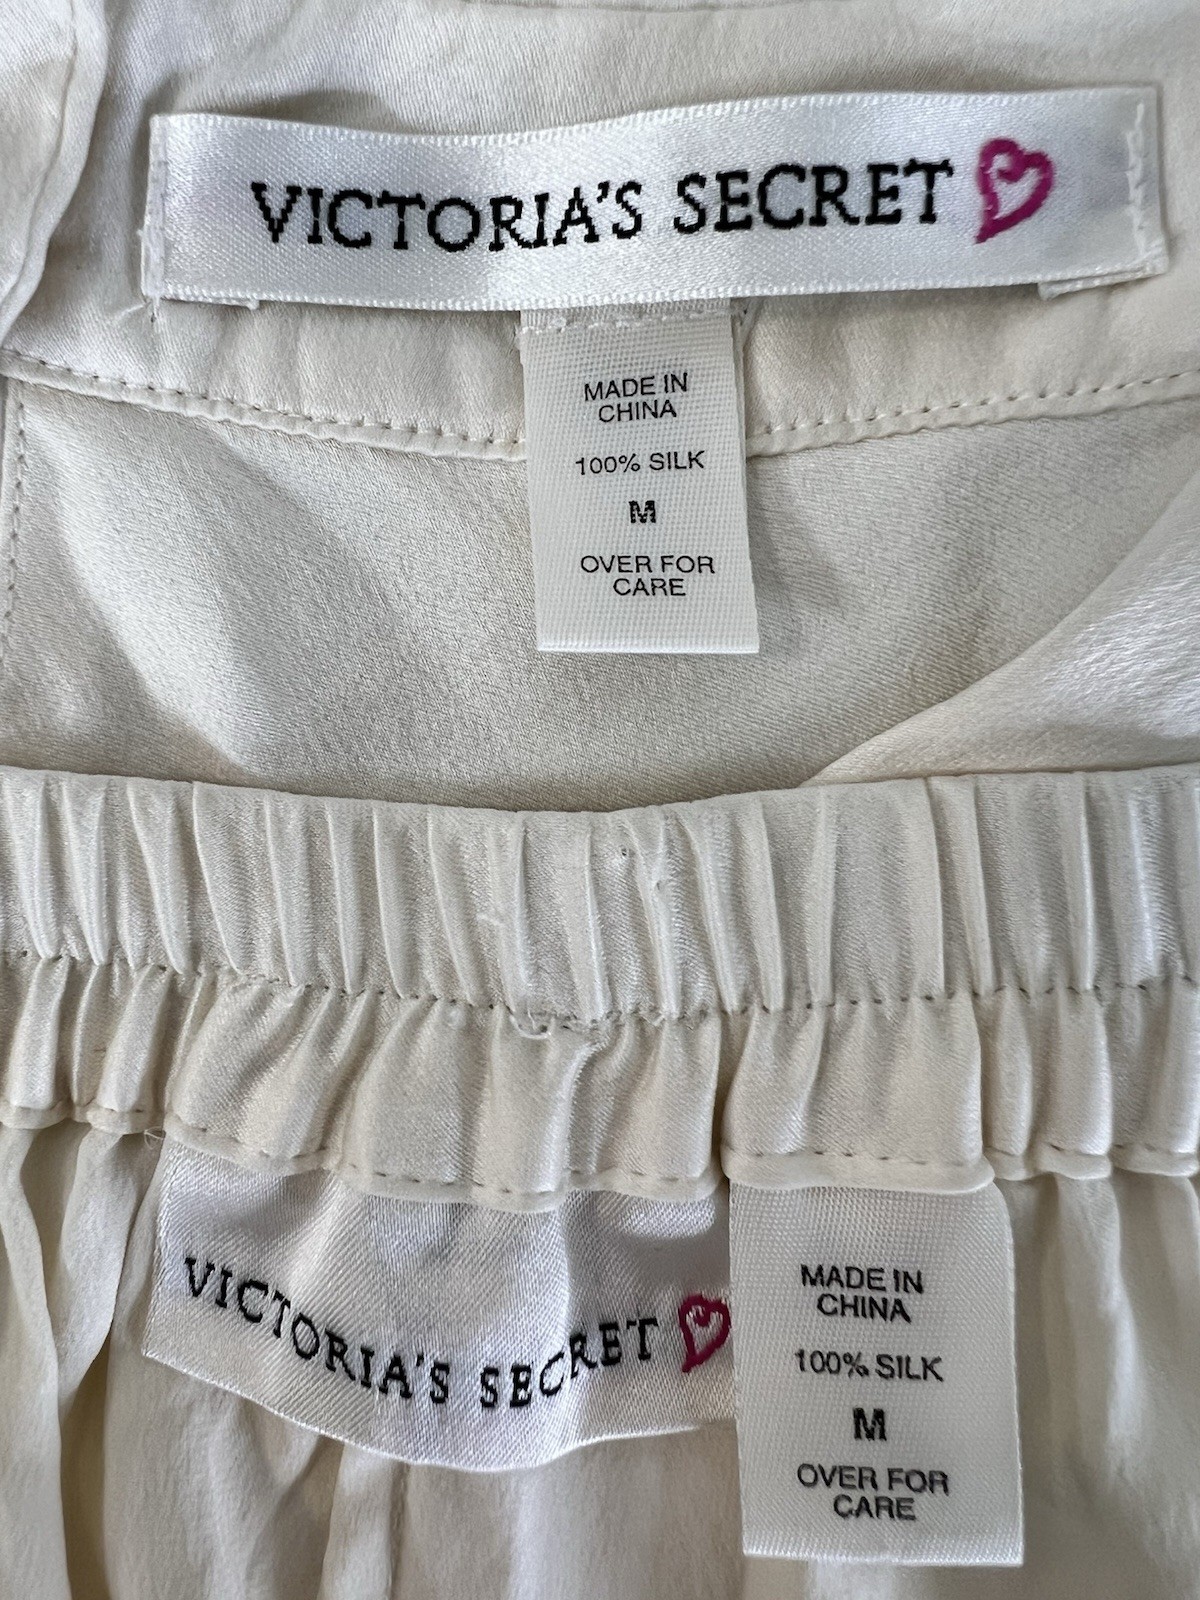 VICTORIA'S SECRET
MADE IN
CHINA
100% SILK
M
OVER FOR
CARE
VICTORIA'S SECRET
MADE IN
CHINA
100% SILK
M
OVER FOR
CARE